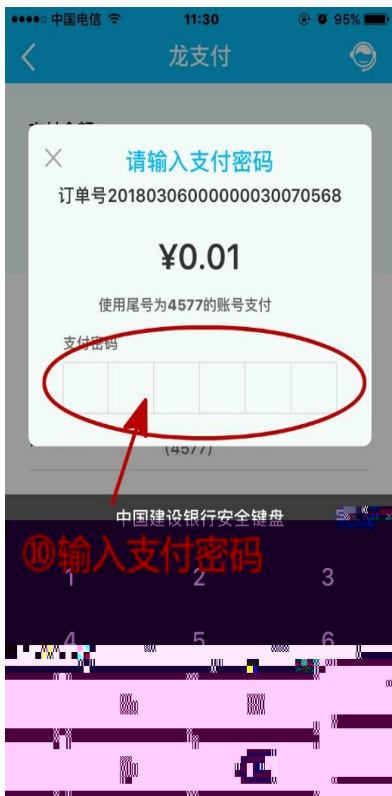 中国电信 11:30 95%
龙支付
请输入支付密码
订单号20180306000000030070568
¥0.01
使用尾号为4577的账号支付
支付密码
(4577)
中国建设银行安全键盘
⑩输入支付密码
1 2 3
4 5 6